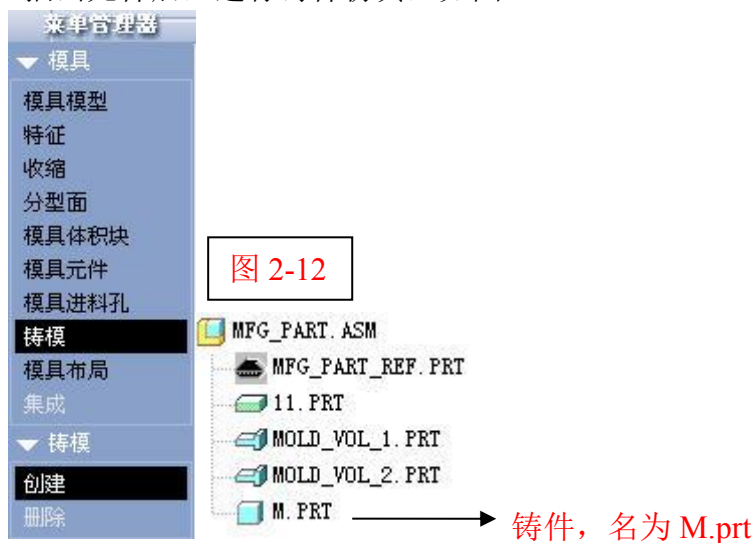 菜单管理器
模具
模具模型
特征
收缩
分型面
模具体积块
模具元件
模具进料孔
铸模
模具布局
集成
铸模
创建
删除
图 2-12
MFG_PART.ASM
MFG_PART_REF.PRT
11.PRT
MOLD_VOL_1.PRT
MOLD_VOL_2.PRT
M.PRT
铸件，名为 M.prt